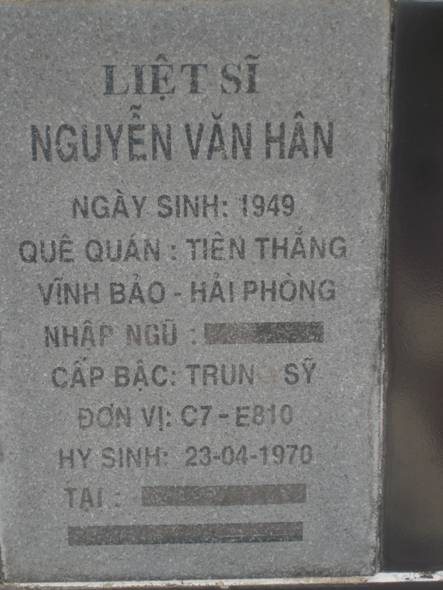 LIỆT SĨ
NGUYỄN VĂN HÂN
NGÀY SINH: 1949
QUÊ QUÁN : TIÊN THẮNG
VĨNH BẢO - HẢI PHÒNG
NHẬP NGŨ :
CẤP BẬC: TRUNG SỸ
ĐƠN VỊ: C7 - E810
HY SINH: 23-04-1970
TẠI :